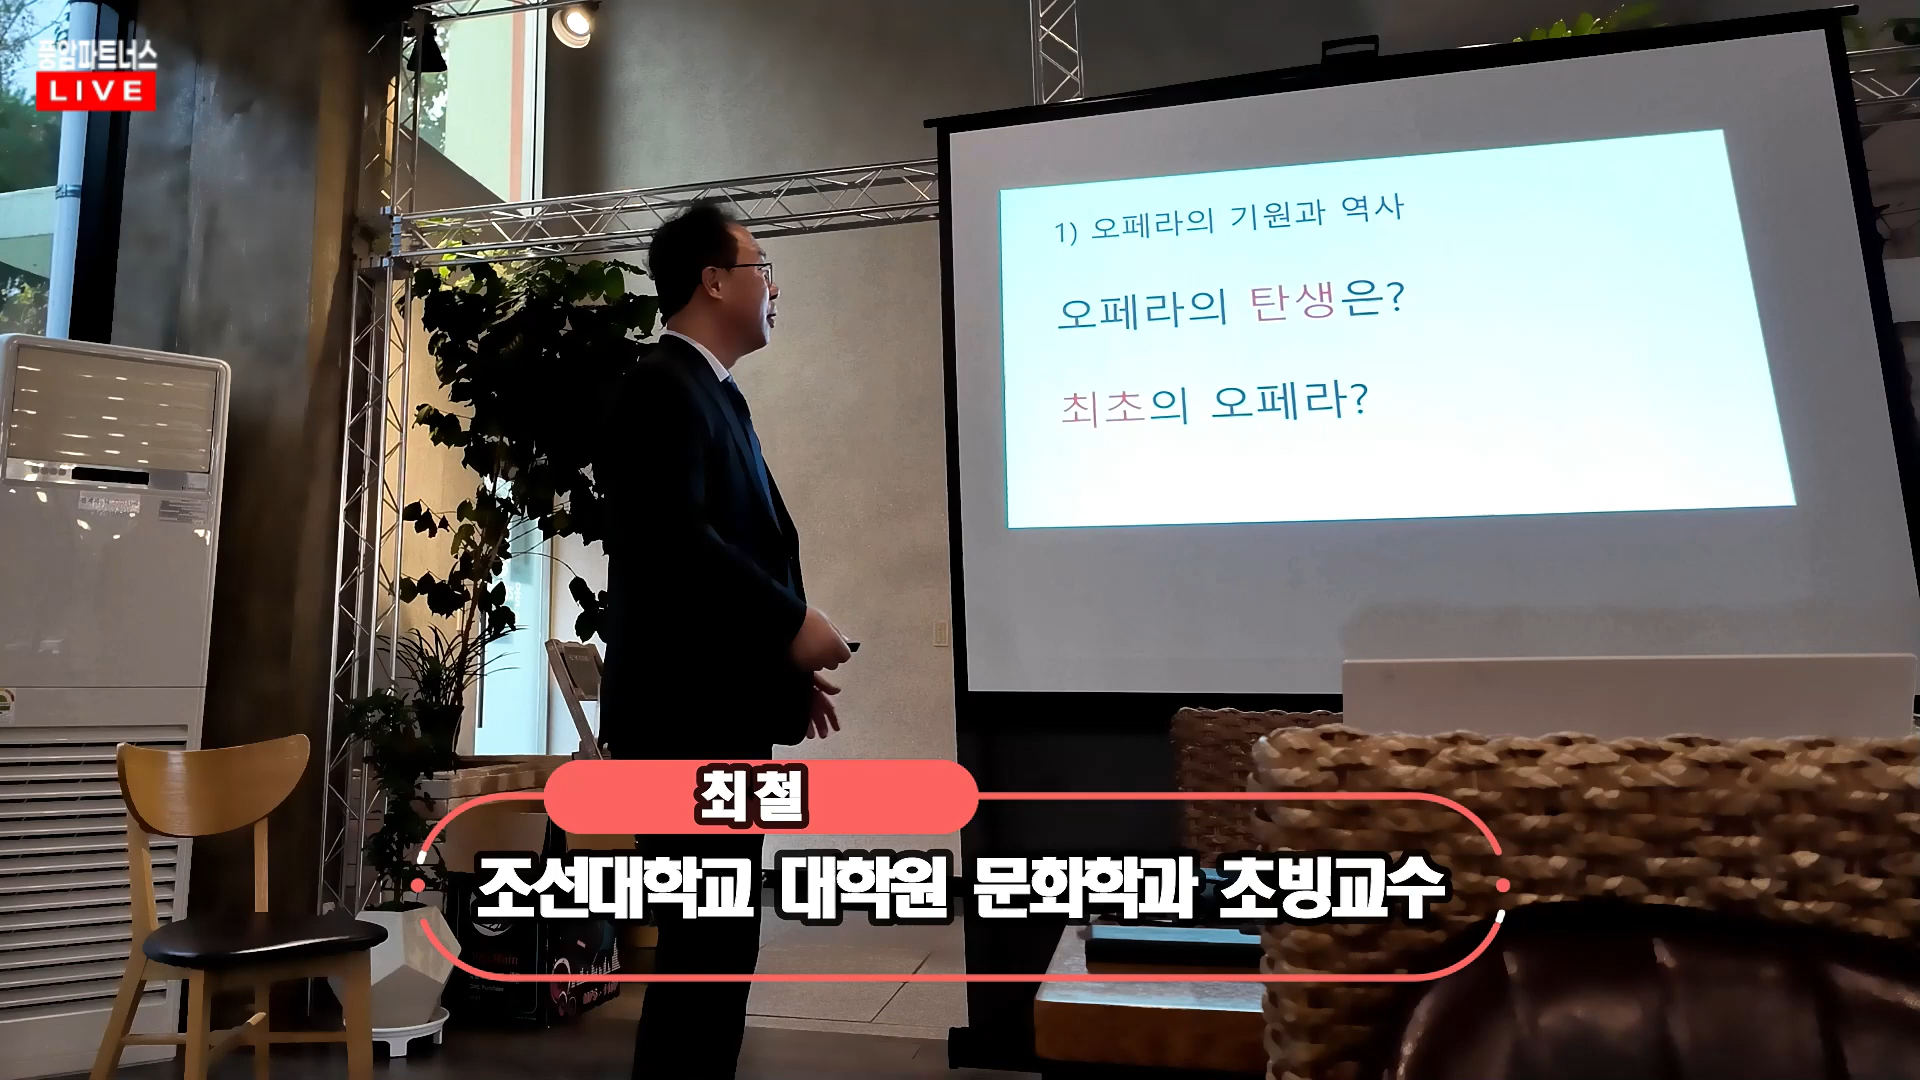 풍암파트너스
LIVE
1) 오페라의 기원과 역사
오페라의 탄생은?
최초의 오페라?
최철
조선대학교 대학원 문화학과 초빙교수